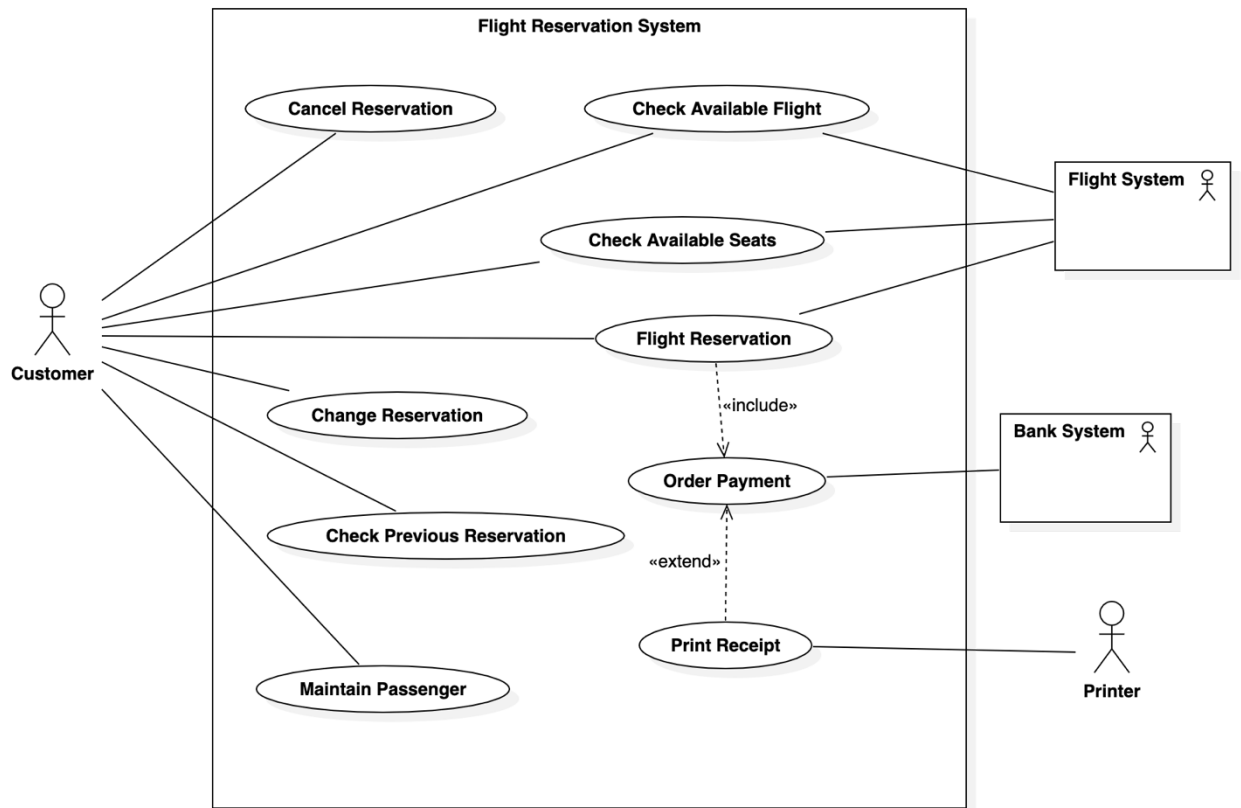 Flight Reservation System
Cancel Reservation
Check Available Flight
Flight System
Check Available Seats
Flight Reservation
Customer
Change Reservation
«include»
Bank System
Order Payment
Check Previous Reservation
«extend»
Print Receipt
Maintain Passenger
Printer